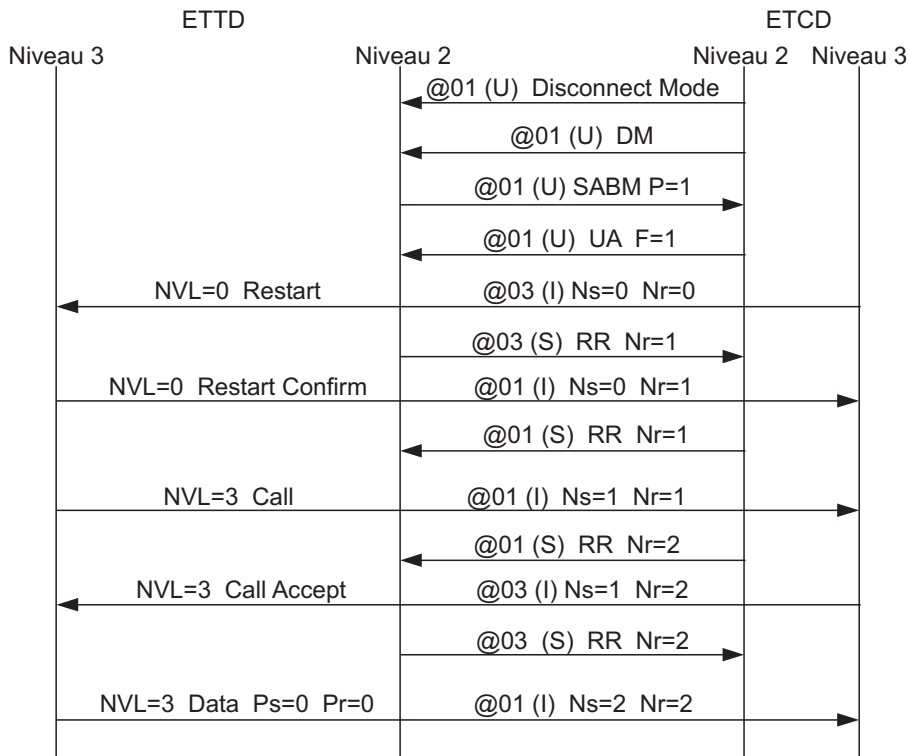 ETTD ETCD
Niveau 3 Niveau 2 Niveau 2 Niveau 3
@01 (U) Disconnect Mode
@01 (U) DM
@01 (U) SABM P=1
@01 (U) UA F=1
NVL=0 Restart @03 (I) Ns=0 Nr=0
@03 (S) RR Nr=1
NVL=0 Restart Confirm @01 (I) Ns=0 Nr=1
@01 (S) RR Nr=1
NVL=3 Call @01 (I) Ns=1 Nr=1
@01 (S) RR Nr=2
NVL=3 Call Accept @03 (I) Ns=1 Nr=2
@03 (S) RR Nr=2
NVL=3 Data Ps=0 Pr=0 @01 (I) Ns=2 Nr=2